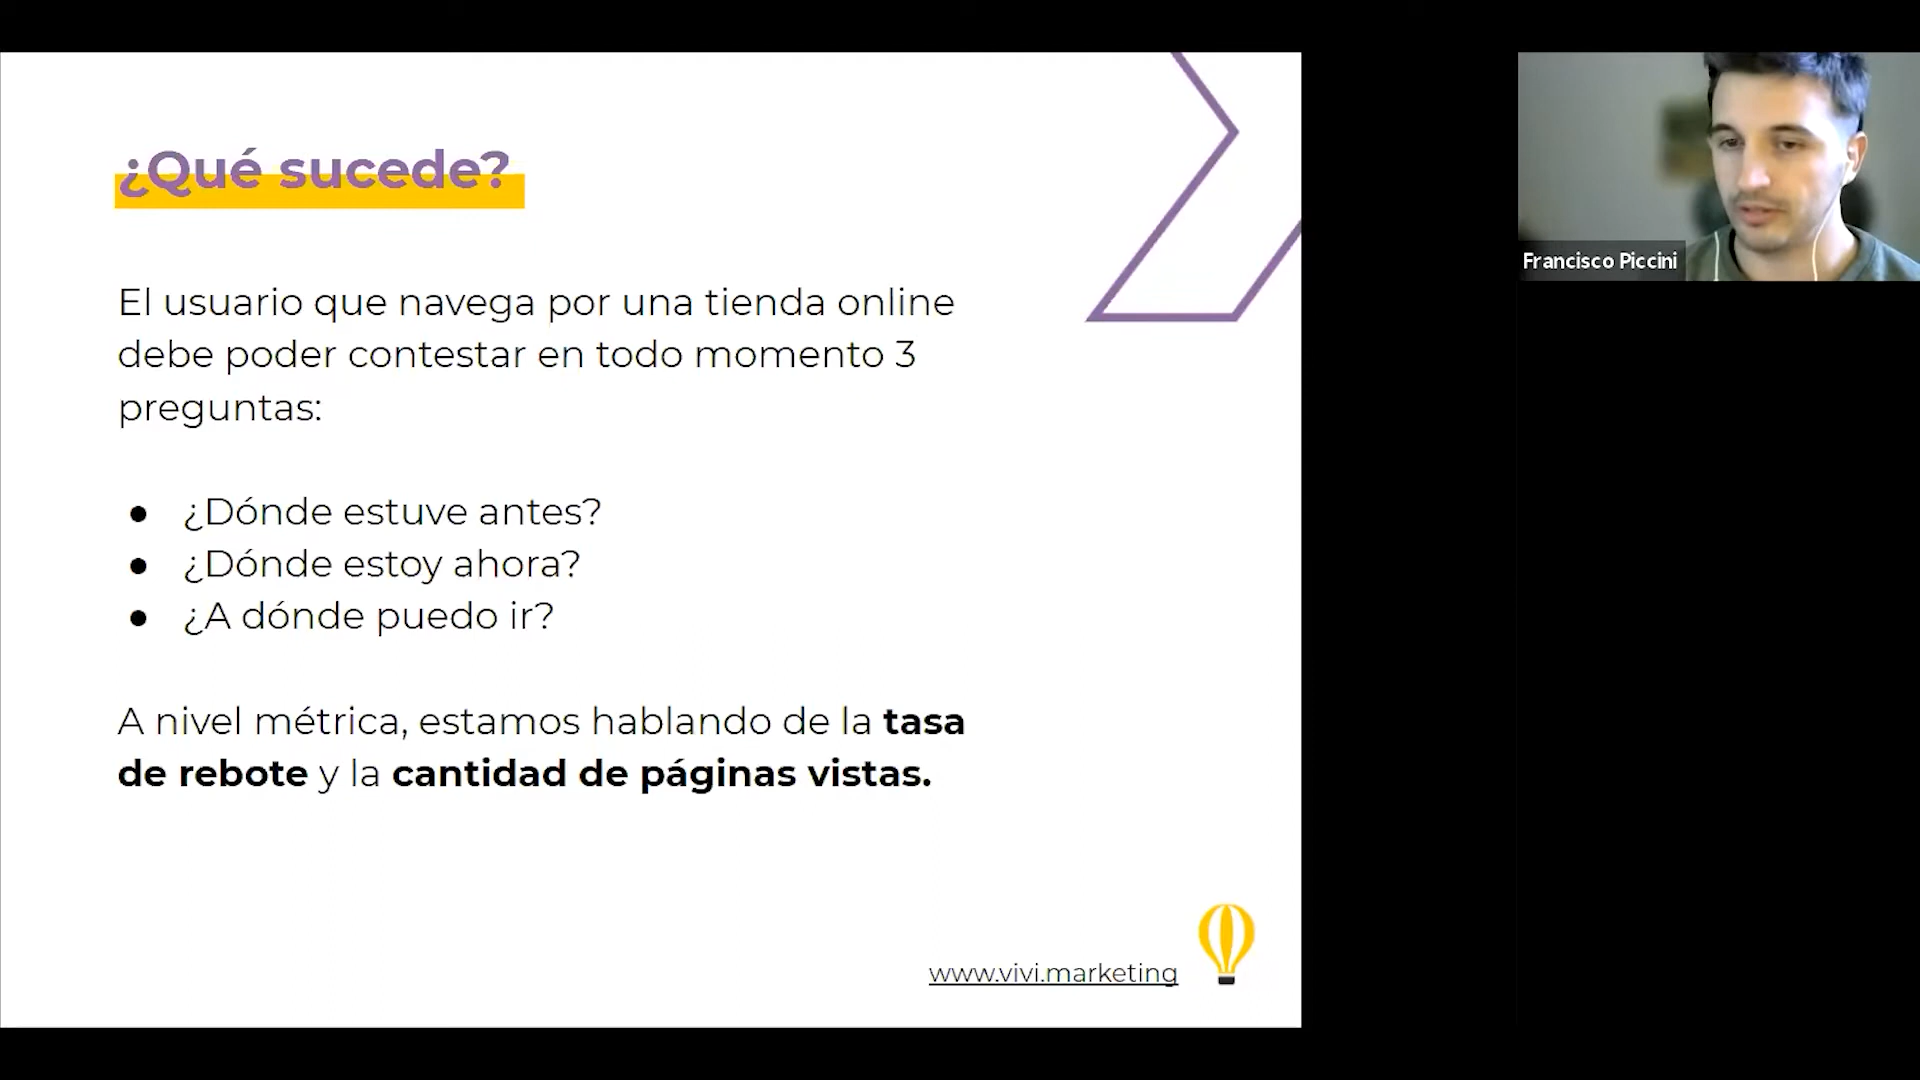 ¿Qué sucede?
El usuario que navega por una tienda online
debe poder contestar en todo momento 3
preguntas:
● ¿Dónde estuve antes?
● ¿Dónde estoy ahora?
● ¿A dónde puedo ir?
A nivel métrica, estamos hablando de la tasa
de rebote y la cantidad de páginas vistas.
www.vivi.marketing
Francisco Piccini